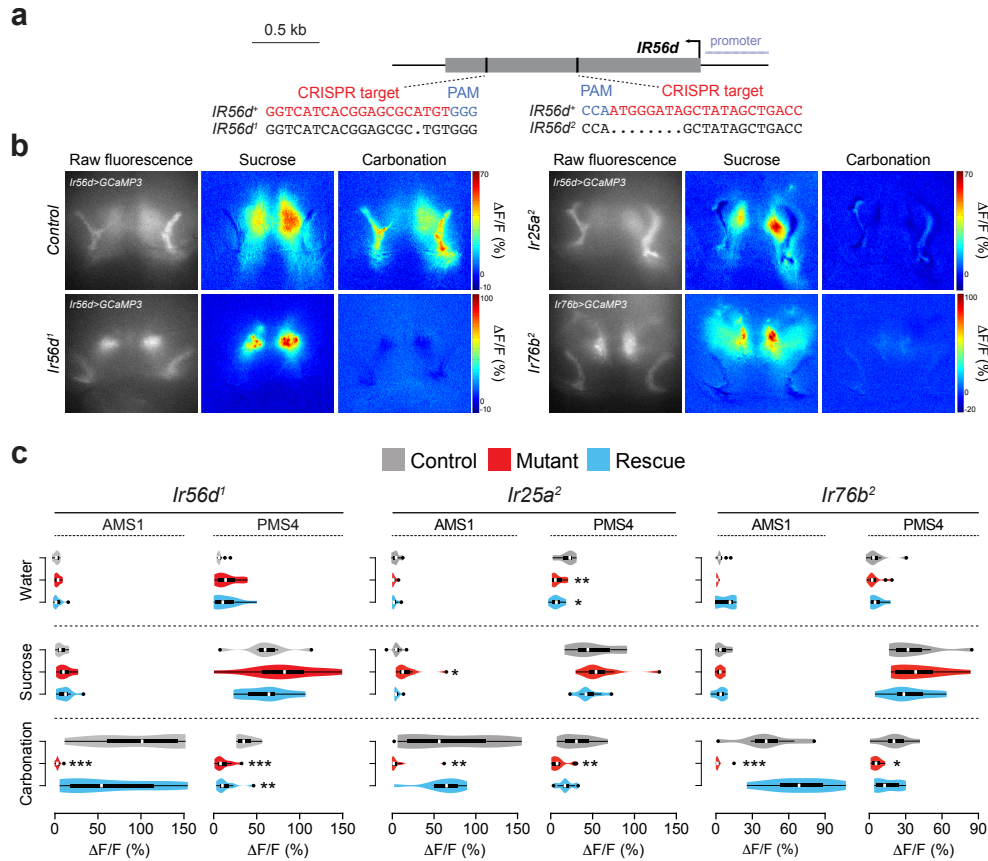 a
0.5 kb
IR56d
promoter
CRISPR target PAM
IR56d⁺ GGTCATCACGGAGCGCATGTGGG
IR56d¹ GGTCATCACGGAGCGC.TGTGGG
PAM CRISPR target
IR56d⁺ CCAATGGGATAGCTATAGCTGACC
IR56d² CCA........GCTATAGCTGACC
b
Raw fluorescence Sucrose Carbonation
Control
Ir56d>GCaMP3
70
ΔF/F (%)
-10
Ir56d¹
Ir56d>GCaMP3
100
ΔF/F (%)
0
-10
Raw fluorescence Sucrose Carbonation
Ir25a²
Ir56d>GCaMP3
70
ΔF/F (%)
0
-10
Ir76b²
Ir76b>GCaMP3
100
ΔF/F (%)
0
-20
c
Control Mutant Rescue
Ir56d¹ Ir25a² Ir76b²
AMS1 PMS4 AMS1 PMS4 AMS1 PMS4
Water
**
*
Sucrose
*
Carbonation
*** *** ** ** *** *
**
0 50 100 150 0 50 100 150 0 50 100 150 0 50 100 150 0 30 60 90 0 30 60 90
ΔF/F (%) ΔF/F (%) ΔF/F (%) ΔF/F (%) ΔF/F (%) ΔF/F (%)